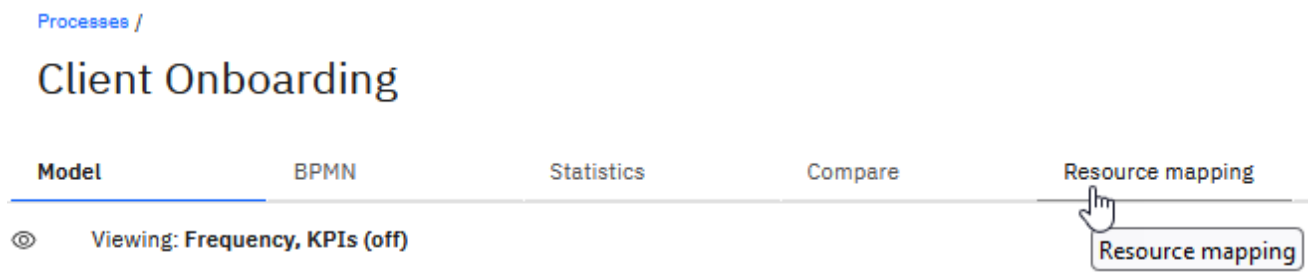 Processes /
Client Onboarding
Model BPMN Statistics Compare Resource mapping
Viewing: Frequency, KPIs (off)
Resource mapping